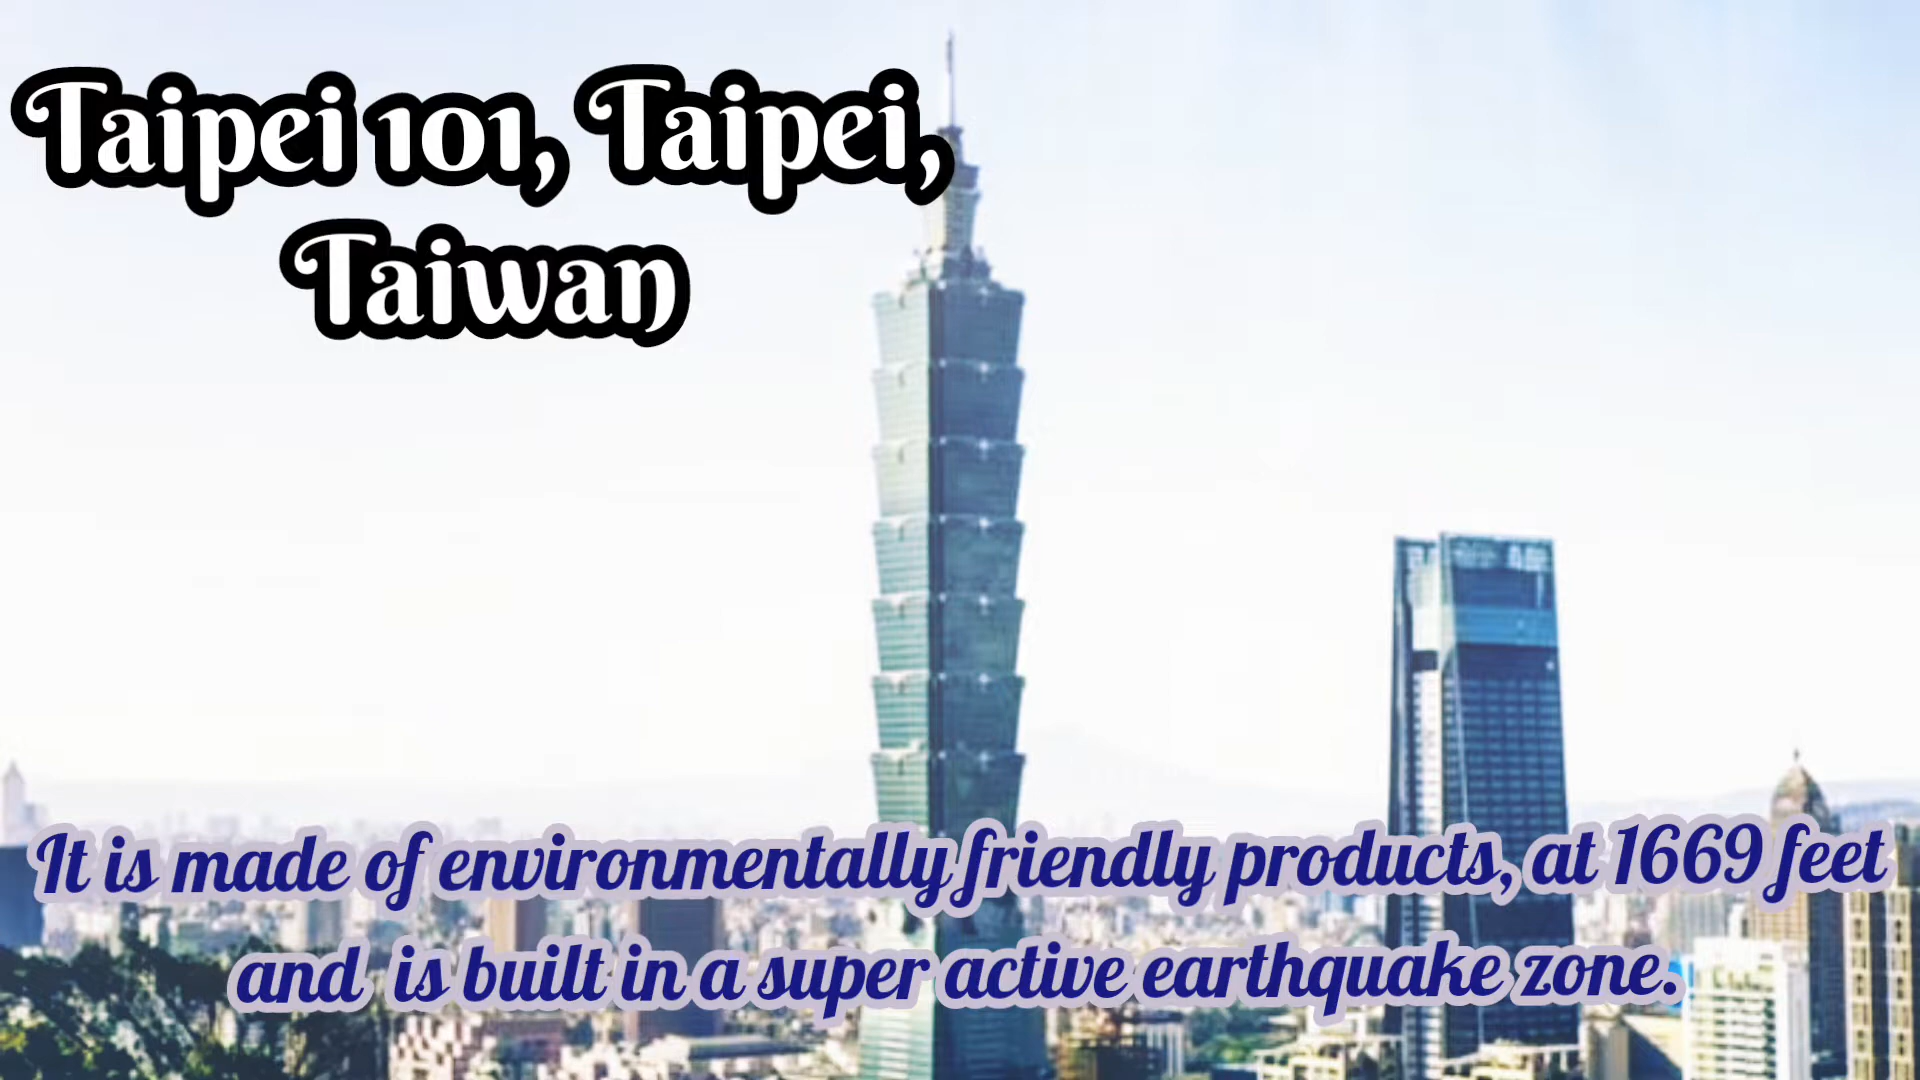 Taipei 101, Taipei,
Taiwan
It is made of environmentally friendly products, at 1669 feet
and is built in a super active earthquake zone.